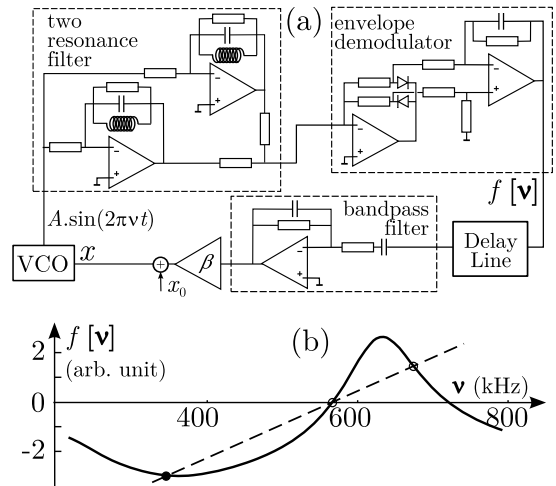 two
resonance
filter
(a)
envelope
demodulator
-
+
-
+
-
+
-
+
f [ν]
A.sin(2πνt)
bandpass
filter
-
+
VCO
x
+
x₀
β
Delay
Line
f [ν]
(arb. unit)
(b)
2
0
-2
400
600
800
ν (kHz)